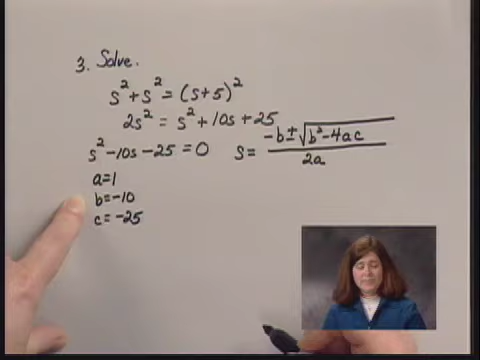 3. Solve.
s² + s² = (s+5)²
2s² = s² + 10s + 25
s² - 10s - 25 = 0
s = (-b ± √(b² - 4ac)) / 2a
a = 1
b = -10
c = -25